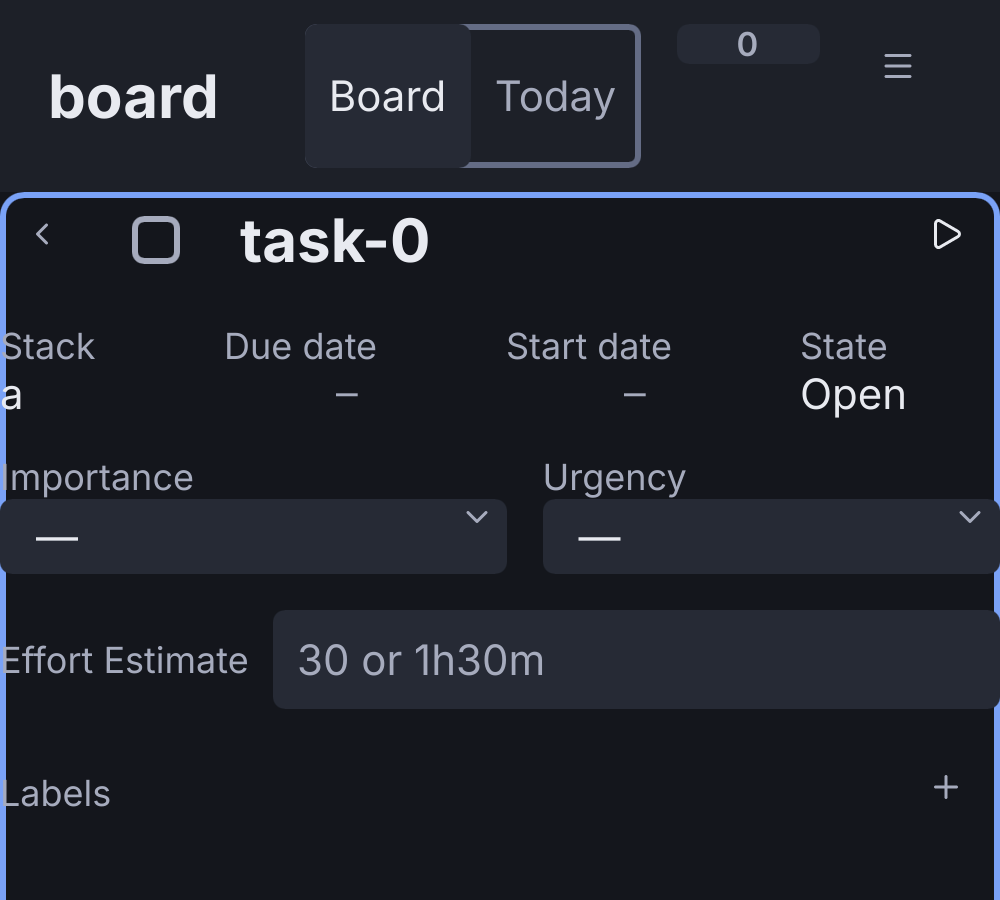 board Board Today 0
task-0
Stack Due date Start date State
a – – Open
Importance Urgency
— —
Effort Estimate 30 or 1h30m
Labels